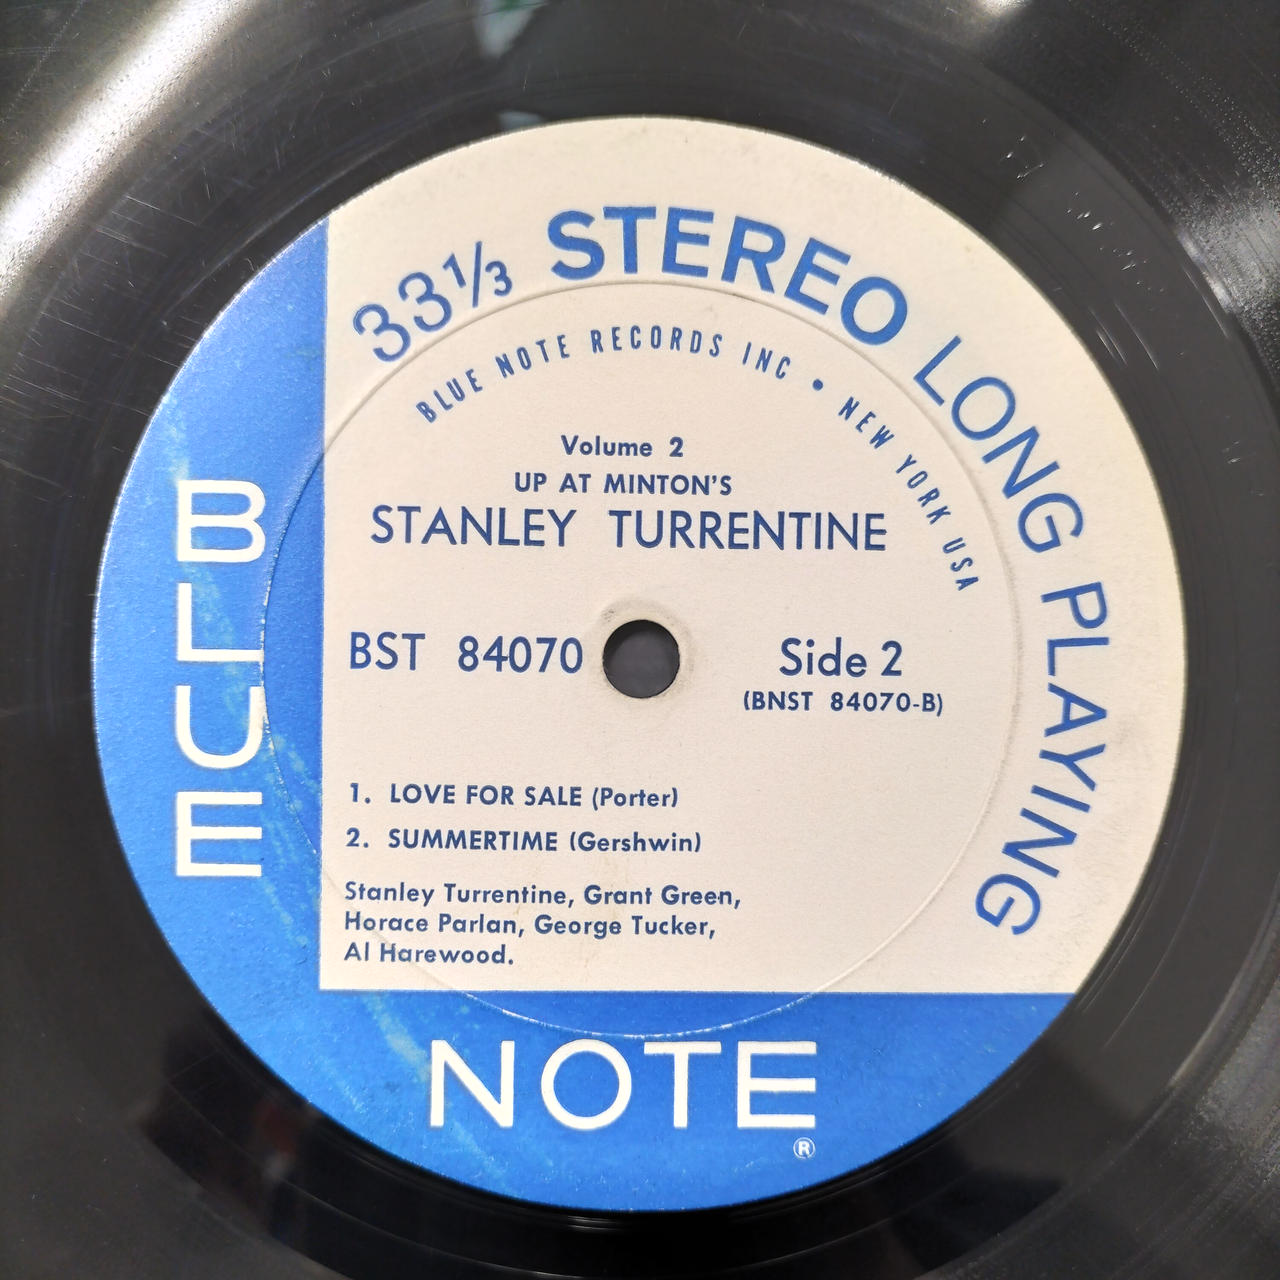 33⅓ STEREO LONG PLAYING
BLUE NOTE RECORDS INC • NEW YORK USA
Volume 2
UP AT MINTON'S
STANLEY TURRENTINE
BST 84070
Side 2
(BNST 84070-B)
1. LOVE FOR SALE (Porter)
2. SUMMERTIME (Gershwin)
Stanley Turrentine, Grant Green,
Horace Parlan, George Tucker,
Al Harewood.
BLUE
NOTE
®